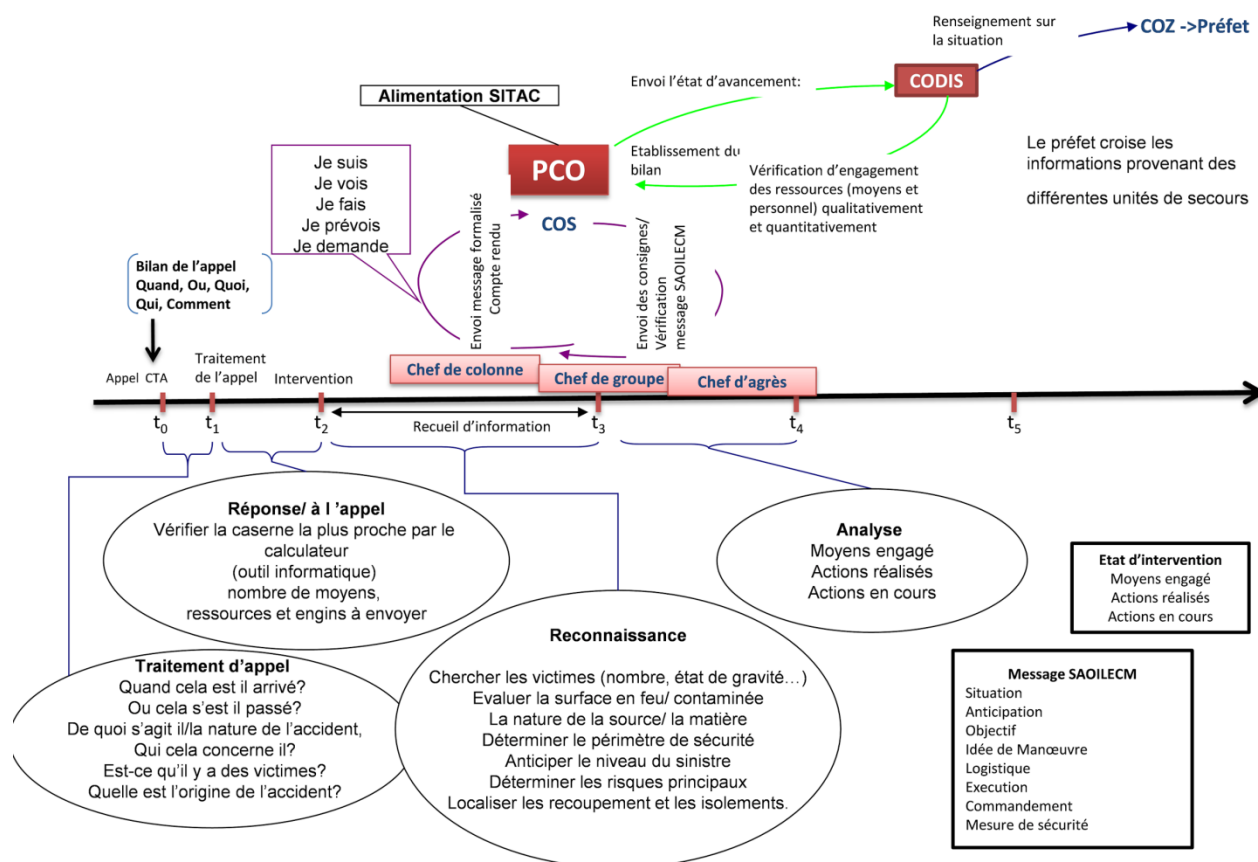 Renseignement sur
la situation
COZ ->Préfet
Envoi l'état d'avancement:
CODIS
Alimentation SITAC
Le préfet croise les
informations provenant des
différentes unités de secours
Je suis
Je vois
Je fais
Je prévois
Je demande
PCO
Etablissement du
bilan
Vérification d'engagement
des ressources (moyens et
personnel) qualitativement
et quantitativement
COS
Envoi message formalisé
Compte rendu
Envoi des consignes/
Vérification
message SAOILECM
Bilan de l'appel
Quand, Ou, Quoi,
Qui, Comment
Appel CTA
Traitement
de l'appel
Intervention
Chef de colonne
Chef de groupe
Chef d'agrès
t0
t1
t2
Recueil d'information
t3
t4
t5
Réponse/ à l 'appel
Vérifier la caserne la plus proche par le
calculateur
(outil informatique)
nombre de moyens,
ressources et engins à envoyer
Analyse
Moyens engagé
Actions réalisés
Actions en cours
Etat d'intervention
Moyens engagé
Actions réalisés
Actions en cours
Traitement d'appel
Quand cela est il arrivé?
Ou cela s'est il passé?
De quoi s'agit il/la nature de l'accident,
Qui cela concerne il?
Est-ce qu'il y a des victimes?
Quelle est l'origine de l'accident?
Reconnaissance
Chercher les victimes (nombre, état de gravité…)
Evaluer la surface en feu/ contaminée
La nature de la source/ la matière
Déterminer le périmètre de sécurité
Anticiper le niveau du sinistre
Déterminer les risques principaux
Localiser les recoupement et les isolements.
Message SAOILECM
Situation
Anticipation
Objectif
Idée de Manœuvre
Logistique
Execution
Commandement
Mesure de sécurité